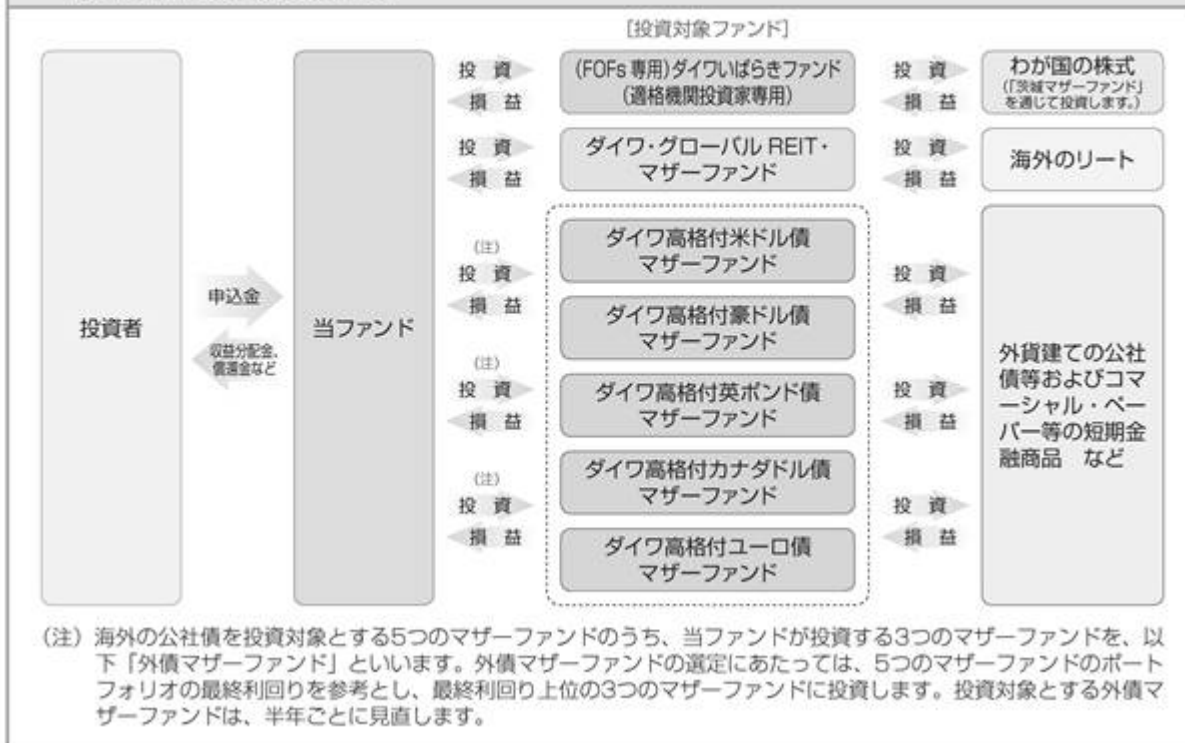 [投資対象ファンド]
投資者
申込金
収益分配金、
償還金など
当ファンド
投 資
損 益
(FOFs 専用)ダイワいばらきファンド
(適格機関投資家専用)
投 資
損 益
わが国の株式
(「茨城マザーファンド」
を通じて投資します。)
投 資
損 益
ダイワ・グローバル REIT・
マザーファンド
投 資
損 益
海外のリート
(注)
投 資
損 益
(注)
投 資
損 益
(注)
投 資
損 益
ダイワ高格付米ドル債
マザーファンド
ダイワ高格付豪ドル債
マザーファンド
ダイワ高格付英ポンド債
マザーファンド
ダイワ高格付カナダドル債
マザーファンド
ダイワ高格付ユーロ債
マザーファンド
投 資
損 益
投 資
損 益
投 資
損 益
外貨建ての公社
債等およびコマ
ーシャル・ペー
パー等の短期金
融商品 など
(注) 海外の公社債を投資対象とする5つのマザーファンドのうち、当ファンドが投資する3つのマザーファンドを、以
下「外債マザーファンド」といいます。外債マザーファンドの選定にあたっては、5つのマザーファンドのポート
フォリオの最終利回りを参考とし、最終利回り上位の3つのマザーファンドに投資します。投資対象とする外債マ
ザーファンドは、半年ごとに見直します。